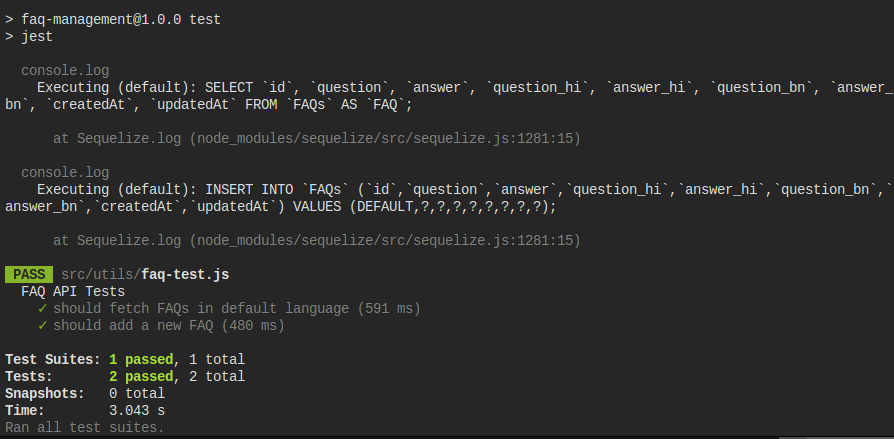 > faq-management@1.0.0 test
> jest
console.log
Executing (default): SELECT `id`, `question`, `answer`, `question_hi`, `answer_hi`, `question_bn`, `answer_
bn`, `createdAt`, `updatedAt` FROM `FAQs` AS `FAQ`;
at Sequelize.log (node_modules/sequelize/src/sequelize.js:1281:15)
console.log
Executing (default): INSERT INTO `FAQs` (`id`,`question`,`answer`,`question_hi`,`answer_hi`,`question_bn`,`
answer_bn`,`createdAt`,`updatedAt`) VALUES (DEFAULT,?,?,?,?,?,?,?,?);
at Sequelize.log (node_modules/sequelize/src/sequelize.js:1281:15)
PASS src/utils/faq-test.js
FAQ API Tests
✓ should fetch FAQs in default language (591 ms)
✓ should add a new FAQ (480 ms)
Test Suites: 1 passed, 1 total
Tests: 2 passed, 2 total
Snapshots: 0 total
Time: 3.043 s
Ran all test suites.